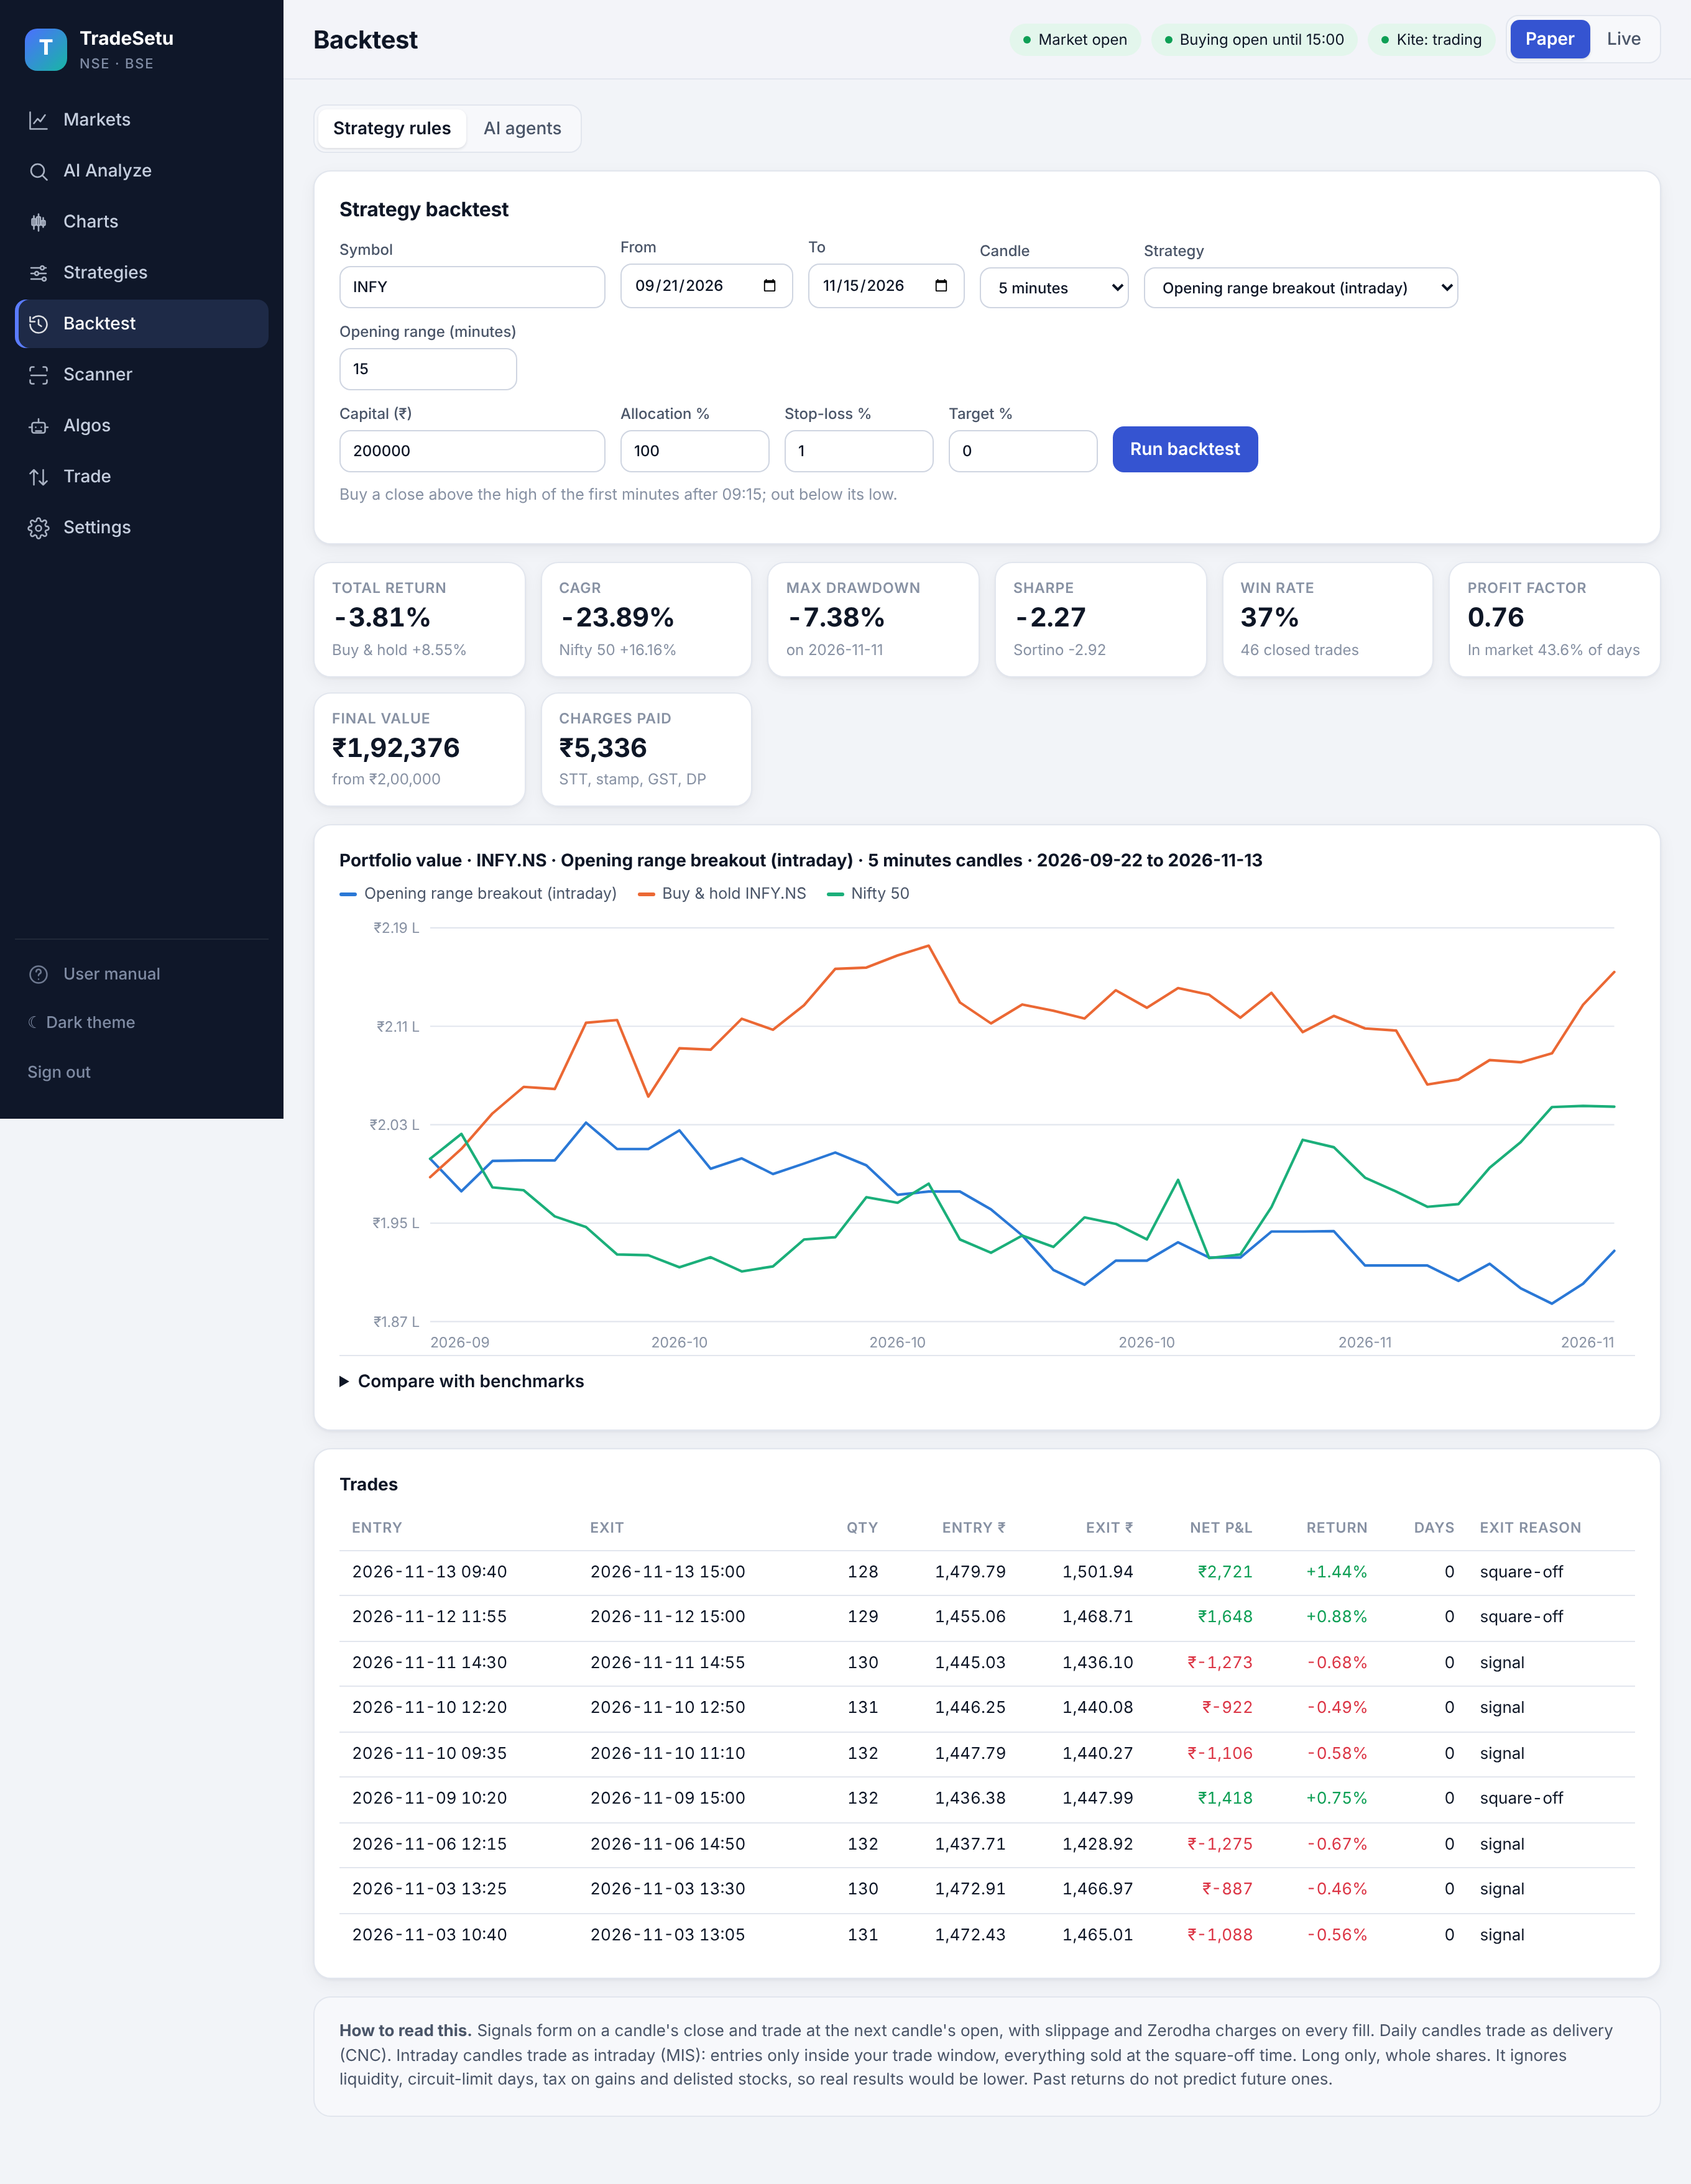 T
TradeSetu
NSE · BSE
Markets
AI Analyze
Charts
Strategies
Backtest
Scanner
Algos
Trade
Settings
User manual
☾ Dark theme
Sign out
Backtest
Market open
Buying open until 15:00
Kite: trading
Paper
Live
Strategy rules
AI agents
Strategy backtest
Symbol
INFY
From
09/21/2026
To
11/15/2026
Candle
5 minutes
Strategy
Opening range breakout (intraday)
Opening range (minutes)
15
Capital (₹)
200000
Allocation %
100
Stop-loss %
1
Target %
0
Run backtest
Buy a close above the high of the first minutes after 09:15; out below its low.
TOTAL RETURN
-3.81%
Buy & hold +8.55%
CAGR
-23.89%
Nifty 50 +16.16%
MAX DRAWDOWN
-7.38%
on 2026-11-11
SHARPE
-2.27
Sortino -2.92
WIN RATE
37%
46 closed trades
PROFIT FACTOR
0.76
In market 43.6% of days
FINAL VALUE
₹1,92,376
from ₹2,00,000
CHARGES PAID
₹5,336
STT, stamp, GST, DP
Portfolio value · INFY.NS · Opening range breakout (intraday) · 5 minutes candles · 2026-09-22 to 2026-11-13
Opening range breakout (intraday) Buy & hold INFY.NS Nifty 50
₹2.19 L
₹2.11 L
₹2.03 L
₹1.95 L
₹1.87 L
2026-09 2026-10 2026-10 2026-10 2026-11 2026-11
▶ Compare with benchmarks
Trades
ENTRY EXIT QTY ENTRY ₹ EXIT ₹ NET P&L RETURN DAYS EXIT REASON
2026-11-13 09:40 2026-11-13 15:00 128 1,479.79 1,501.94 ₹2,721 +1.44% 0 square-off
2026-11-12 11:55 2026-11-12 15:00 129 1,455.06 1,468.71 ₹1,648 +0.88% 0 square-off
2026-11-11 14:30 2026-11-11 14:55 130 1,445.03 1,436.10 ₹-1,273 -0.68% 0 signal
2026-11-10 12:20 2026-11-10 12:50 131 1,446.25 1,440.08 ₹-922 -0.49% 0 signal
2026-11-10 09:35 2026-11-10 11:10 132 1,447.79 1,440.27 ₹-1,106 -0.58% 0 signal
2026-11-09 10:20 2026-11-09 15:00 132 1,436.38 1,447.99 ₹1,418 +0.75% 0 square-off
2026-11-06 12:15 2026-11-06 14:50 132 1,437.71 1,428.92 ₹-1,275 -0.67% 0 signal
2026-11-03 13:25 2026-11-03 13:30 130 1,472.91 1,466.97 ₹-887 -0.46% 0 signal
2026-11-03 10:40 2026-11-03 13:05 131 1,472.43 1,465.01 ₹-1,088 -0.56% 0 signal
How to read this. Signals form on a candle's close and trade at the next candle's open, with slippage and Zerodha charges on every fill. Daily candles trade as delivery
(CNC). Intraday candles trade as intraday (MIS): entries only inside your trade window, everything sold at the square-off time. Long only, whole shares. It ignores
liquidity, circuit-limit days, tax on gains and delisted stocks, so real results would be lower. Past returns do not predict future ones.